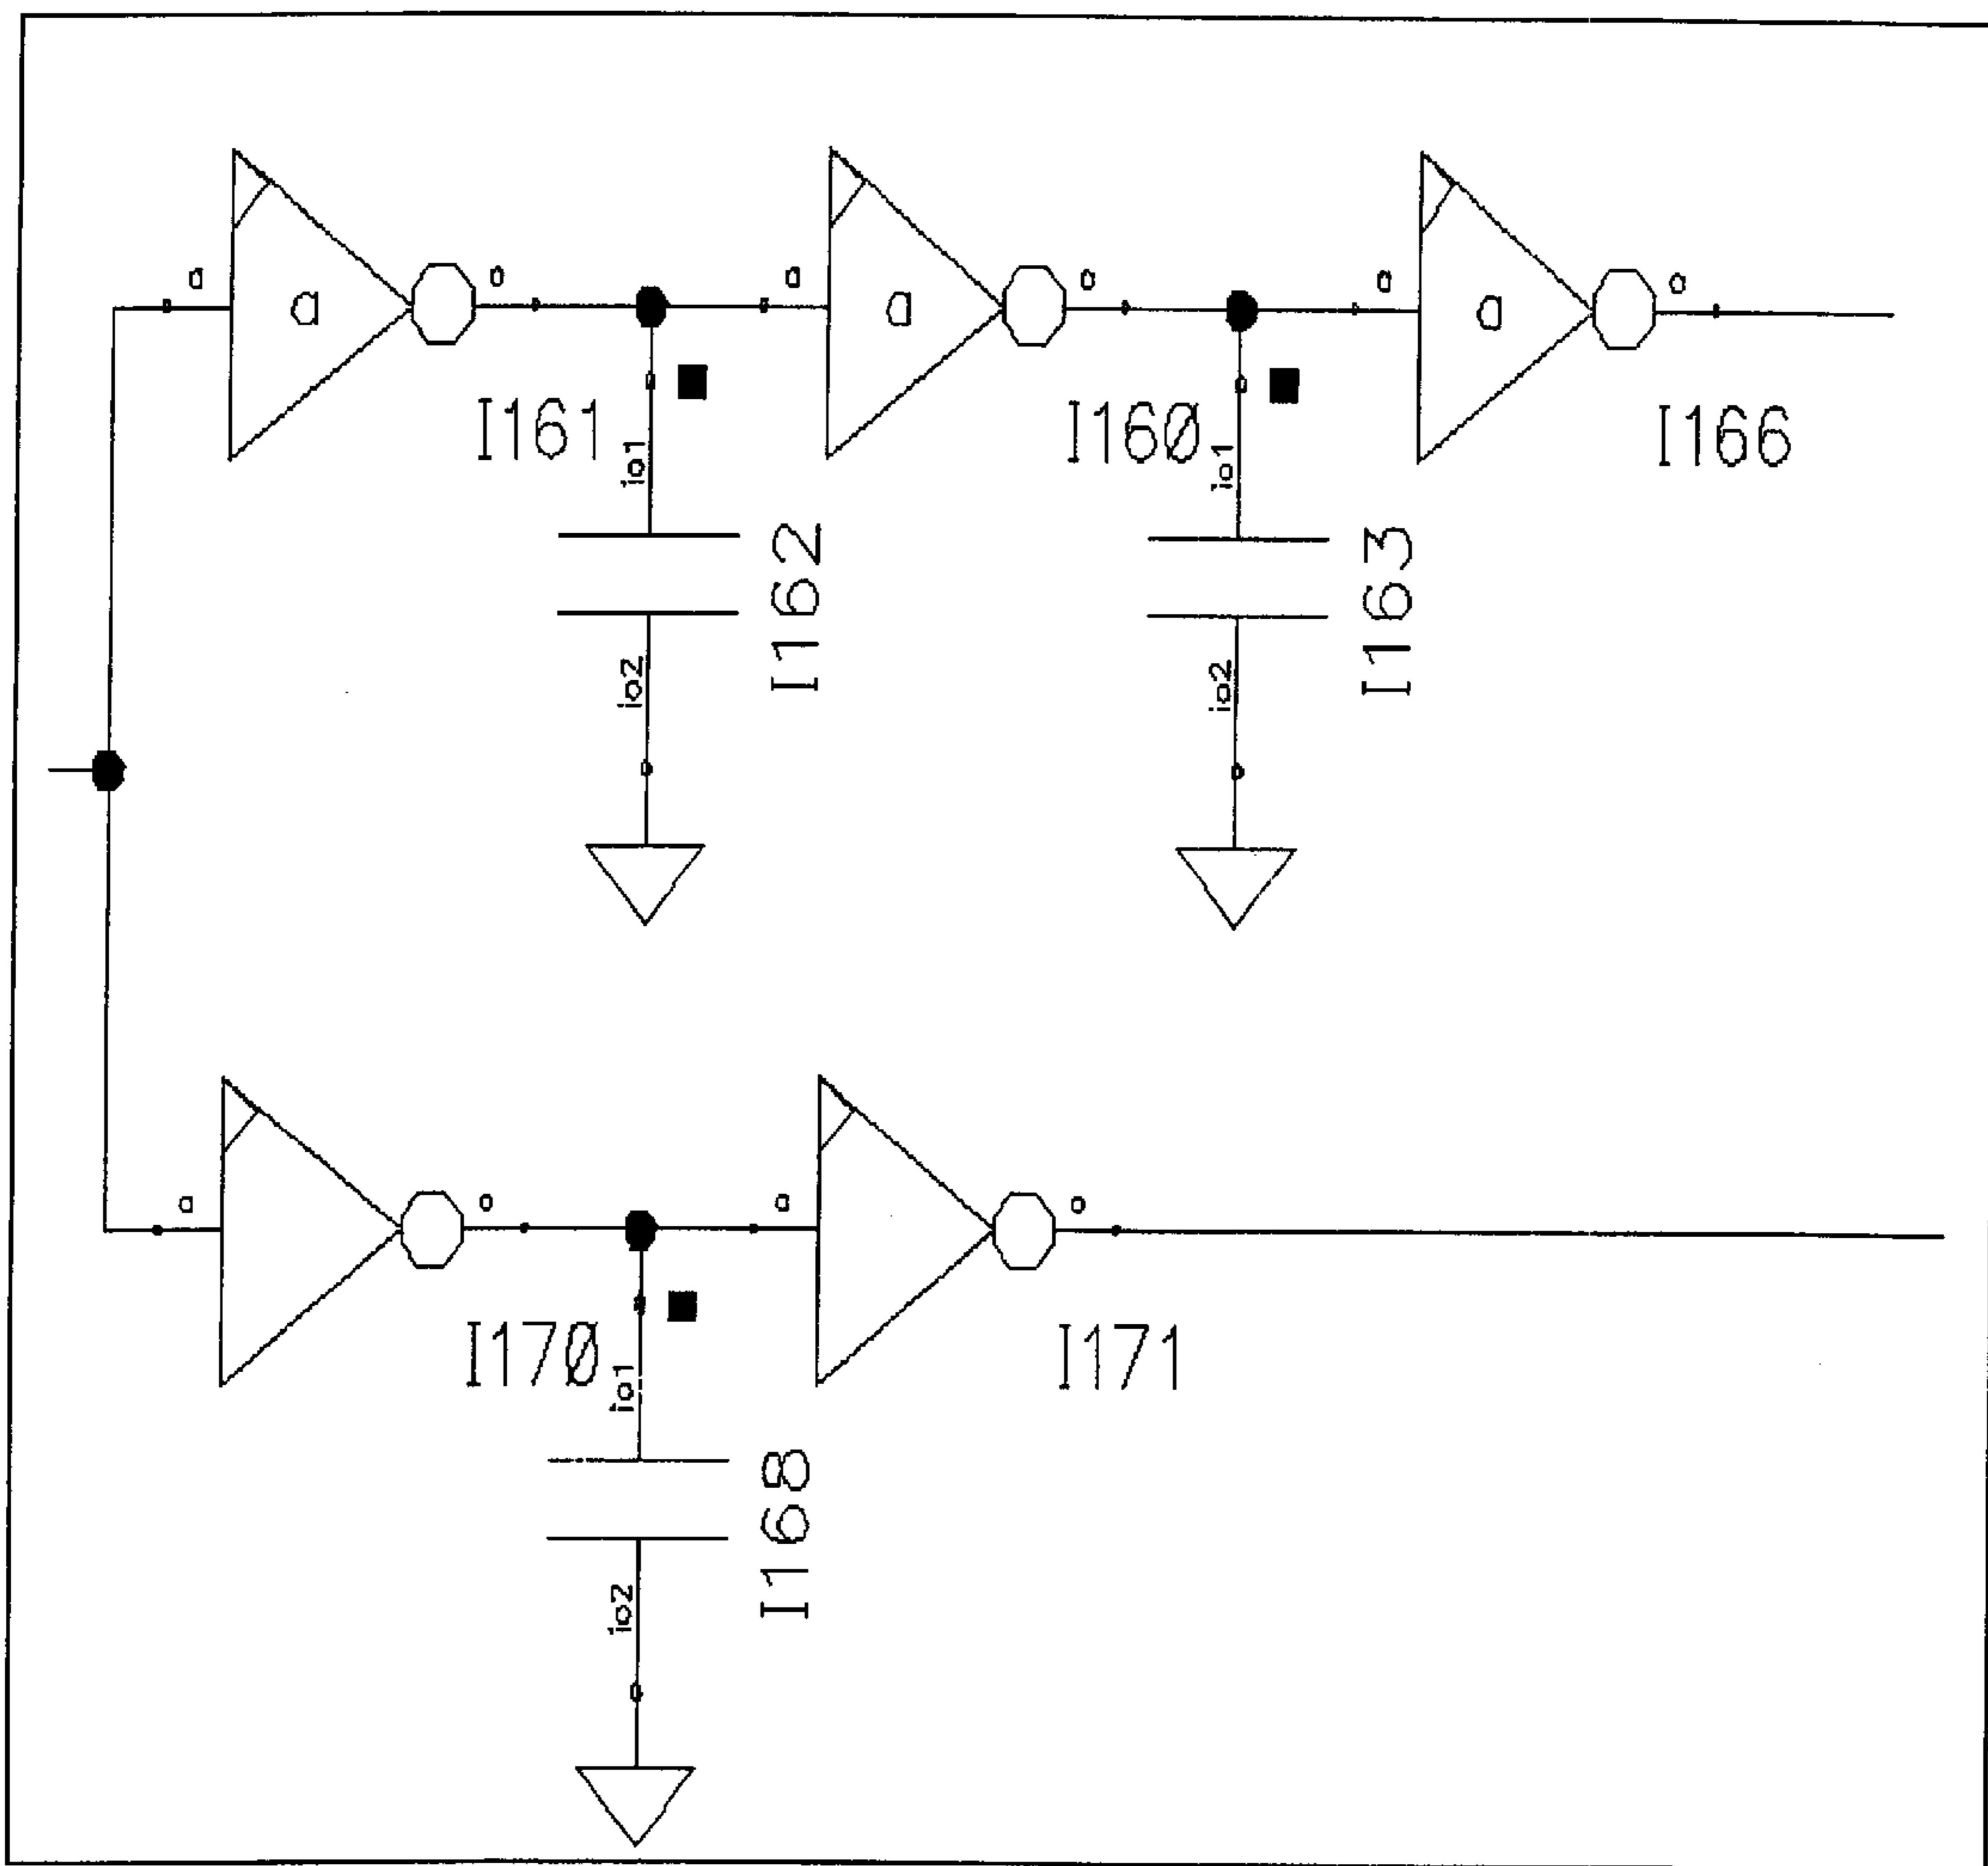 a a o a a o a a o
I161 I160 I166
io1 io1
I162 I163
io2 io2
a o a o
I170 I171
io1
I168
io2